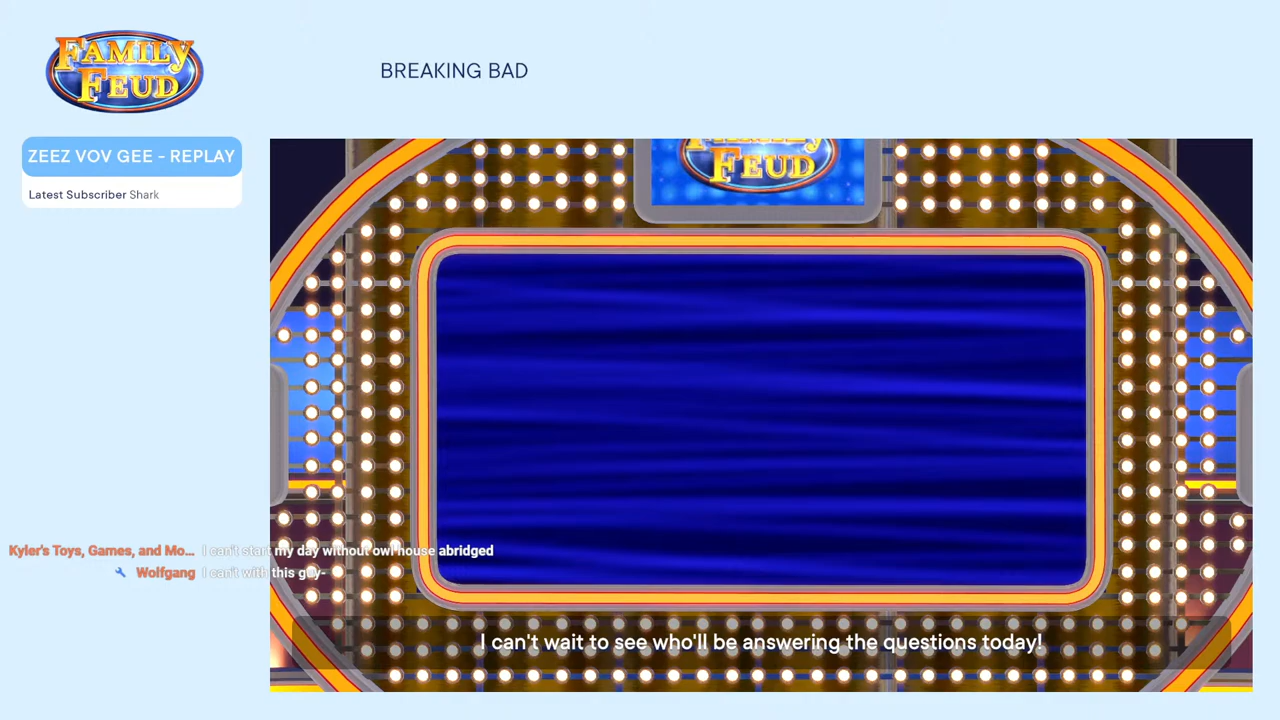 FAMILY
FEUD
BREAKING BAD
ZEEZ VOV GEE - REPLAY
Latest Subscriber Shark
FEUD
Kyler's Toys, Games, and Mo... I can't start my day without owl house abridged
Wolfgang I can't with this guy-
I can't wait to see who'll be answering the questions today!